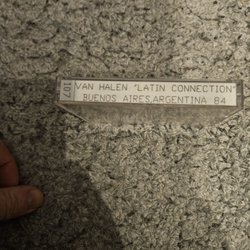 107
VAN HALEN "LATIN CONNECTION"
BUENOS AIRES,ARGENTINA 84